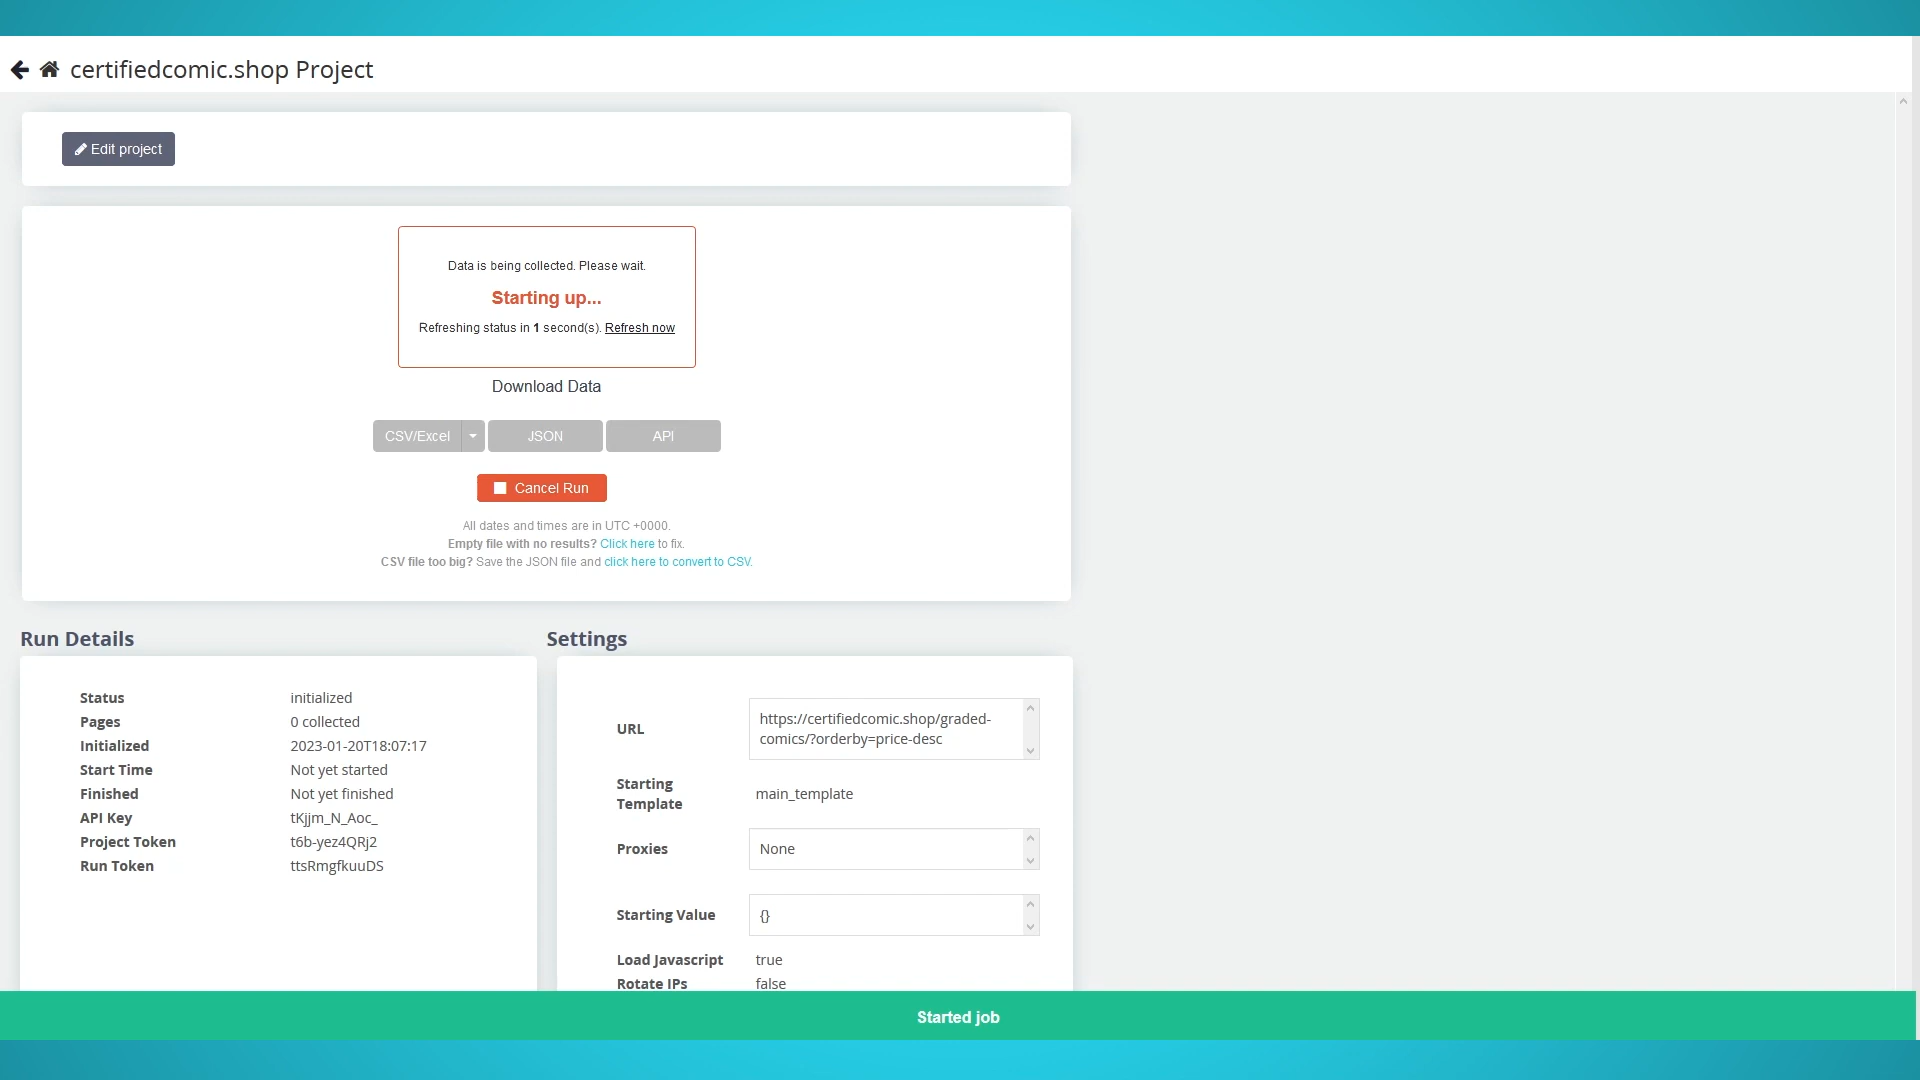 certifiedcomic.shop Project
Edit project
Data is being collected. Please wait.
Starting up...
Refreshing status in 1 second(s). Refresh now
Download Data
CSV/Excel JSON API
Cancel Run
All dates and times are in UTC +0000.
Empty file with no results? Click here to fix.
CSV file too big? Save the JSON file and click here to convert to CSV.
Run Details
Status initialized
Pages 0 collected
Initialized 2023-01-20T18:07:17
Start Time Not yet started
Finished Not yet finished
API Key tKjjm_N_Aoc_
Project Token t6b-yez4QRj2
Run Token ttsRmgfkuuDS
Settings
URL
https://certifiedcomic.shop/graded-
comics/?orderby=price-desc
Starting
Template
main_template
Proxies None
Starting Value {}
Load Javascript true
Rotate IPs false
Started job